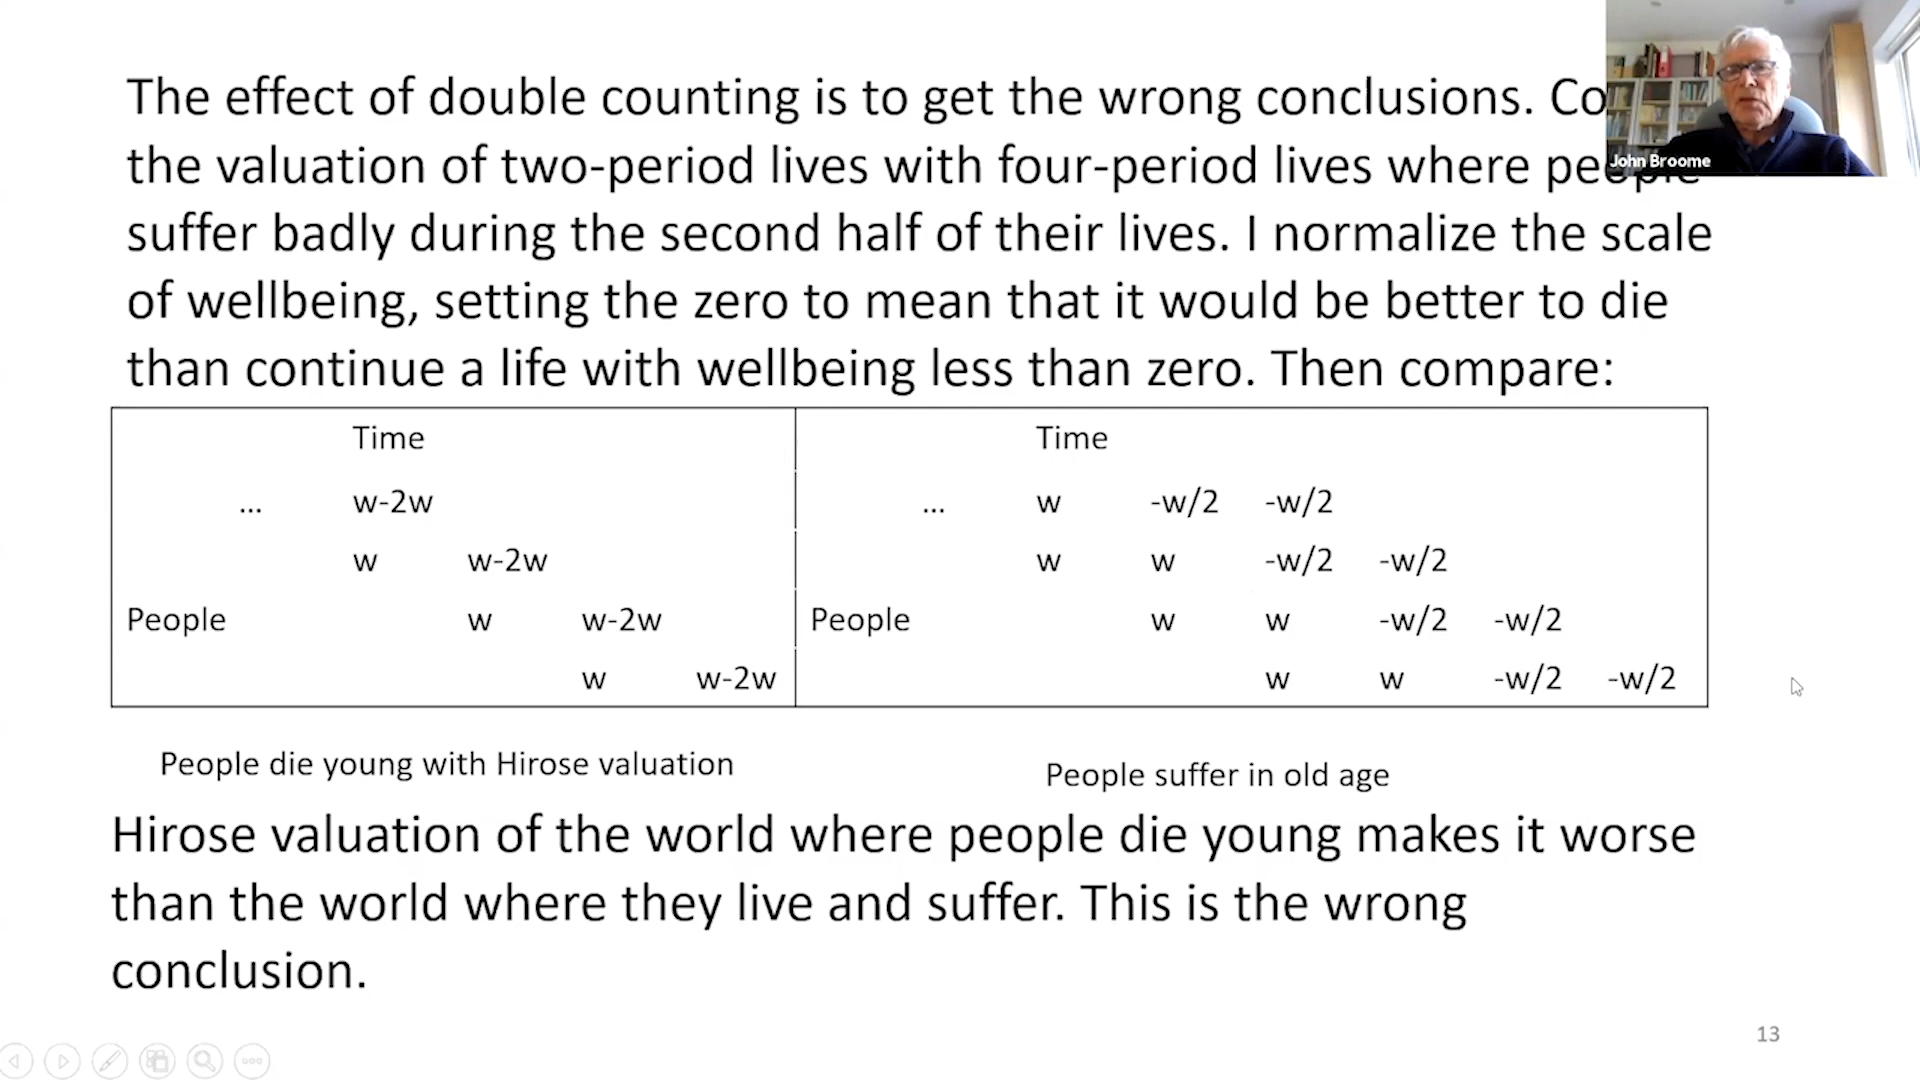 The effect of double counting is to get the wrong conclusions. Co
the valuation of two-period lives with four-period lives where people
suffer badly during the second half of their lives. I normalize the scale
of wellbeing, setting the zero to mean that it would be better to die
than continue a life with wellbeing less than zero. Then compare:
John Broome
Time Time
... w-2w ... w -w/2 -w/2
w w-2w w w -w/2 -w/2
People w w-2w People w w -w/2 -w/2
w w-2w w w -w/2 -w/2
People die young with Hirose valuation
People suffer in old age
Hirose valuation of the world where people die young makes it worse
than the world where they live and suffer. This is the wrong
conclusion.
13